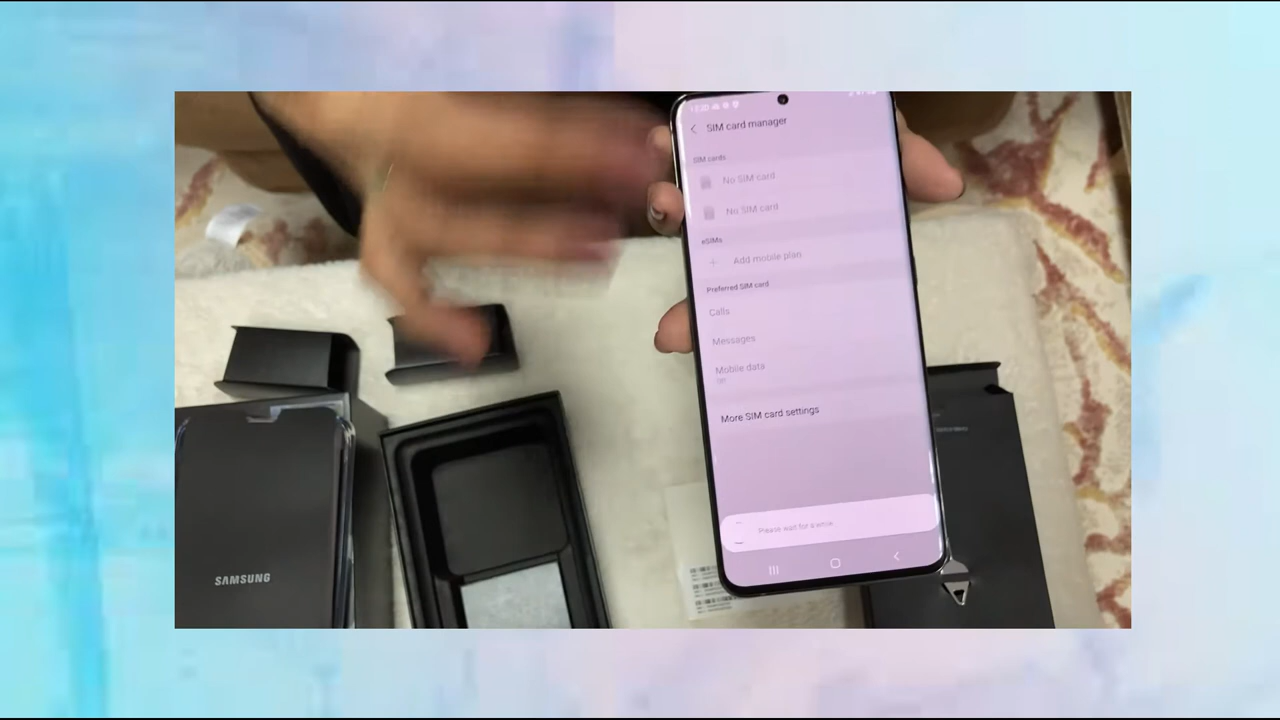 SIM card manager
SIM cards
No SIM card
No SIM card
eSIMs
Add mobile plan
Preferred SIM card
Calls
Messages
Mobile data
More SIM card settings
Please wait for a while...
SAMSUNG